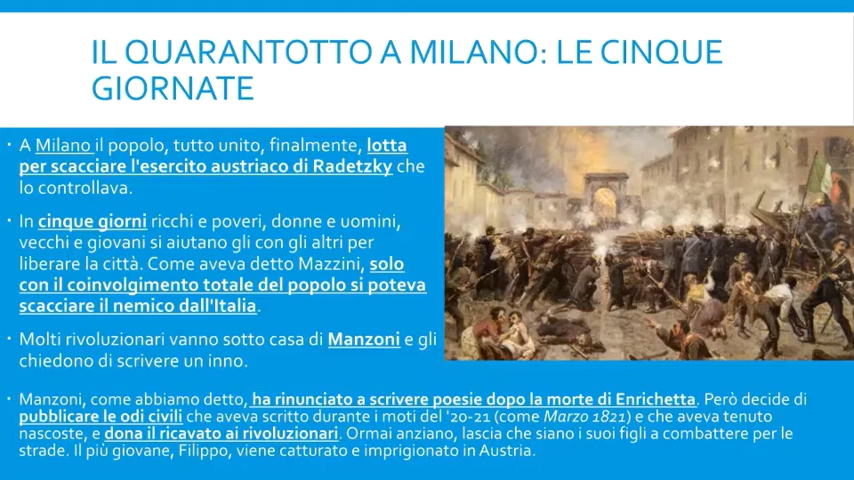 IL QUARANTOTTO A MILANO: LE CINQUE
GIORNATE
· A Milano il popolo, tutto unito, finalmente, lotta
per scacciare l'esercito austriaco di Radetzky che
lo controllava.
· In cinque giorni ricchi e poveri, donne e uomini,
vecchi e giovani si aiutano gli con gli altri per
liberare la città. Come aveva detto Mazzini, solo
con il coinvolgimento totale del popolo si poteva
scacciare il nemico dall'Italia.
· Molti rivoluzionari vanno sotto casa di Manzoni e gli
chiedono di scrivere un inno.
· Manzoni, come abbiamo detto, ha rinunciato a scrivere poesie dopo la morte di Enrichetta. Però decide di
pubblicare le odi civili che aveva scritto durante i moti del '20-21 (come Marzo 1821) e che aveva tenuto
nascoste, e dona il ricavato ai rivoluzionari. Ormai anziano, lascia che siano i suoi figli a combattere per le
strade. Il più giovane, Filippo, viene catturato e imprigionato in Austria.